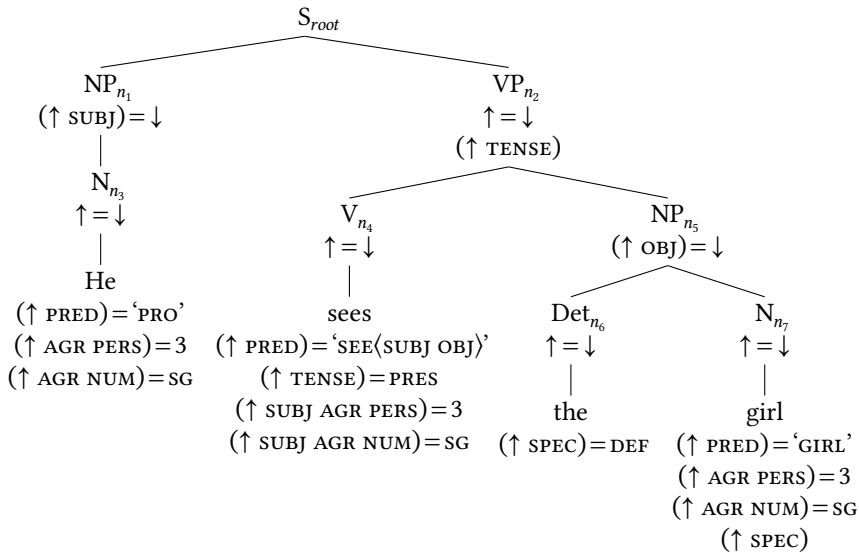 S_root
NP_n1 VP_n2
(↑ SUBJ) = ↓ ↑ = ↓
(↑ TENSE)
N_n3
V_n4 NP_n5
↑ = ↓
↑ = ↓ (↑ OBJ) = ↓
He
sees Det_n6 N_n7
(↑ PRED) = ‘PRO’
(↑ PRED) = ‘SEE⟨SUBJ OBJ⟩’ ↑ = ↓ ↑ = ↓
(↑ AGR PERS) = 3
(↑ TENSE) = PRES
(↑ AGR NUM) = SG
(↑ SUBJ AGR PERS) = 3 the girl
(↑ SUBJ AGR NUM) = SG (↑ SPEC) = DEF (↑ PRED) = ‘GIRL’
(↑ AGR PERS) = 3
(↑ AGR NUM) = SG
(↑ SPEC)